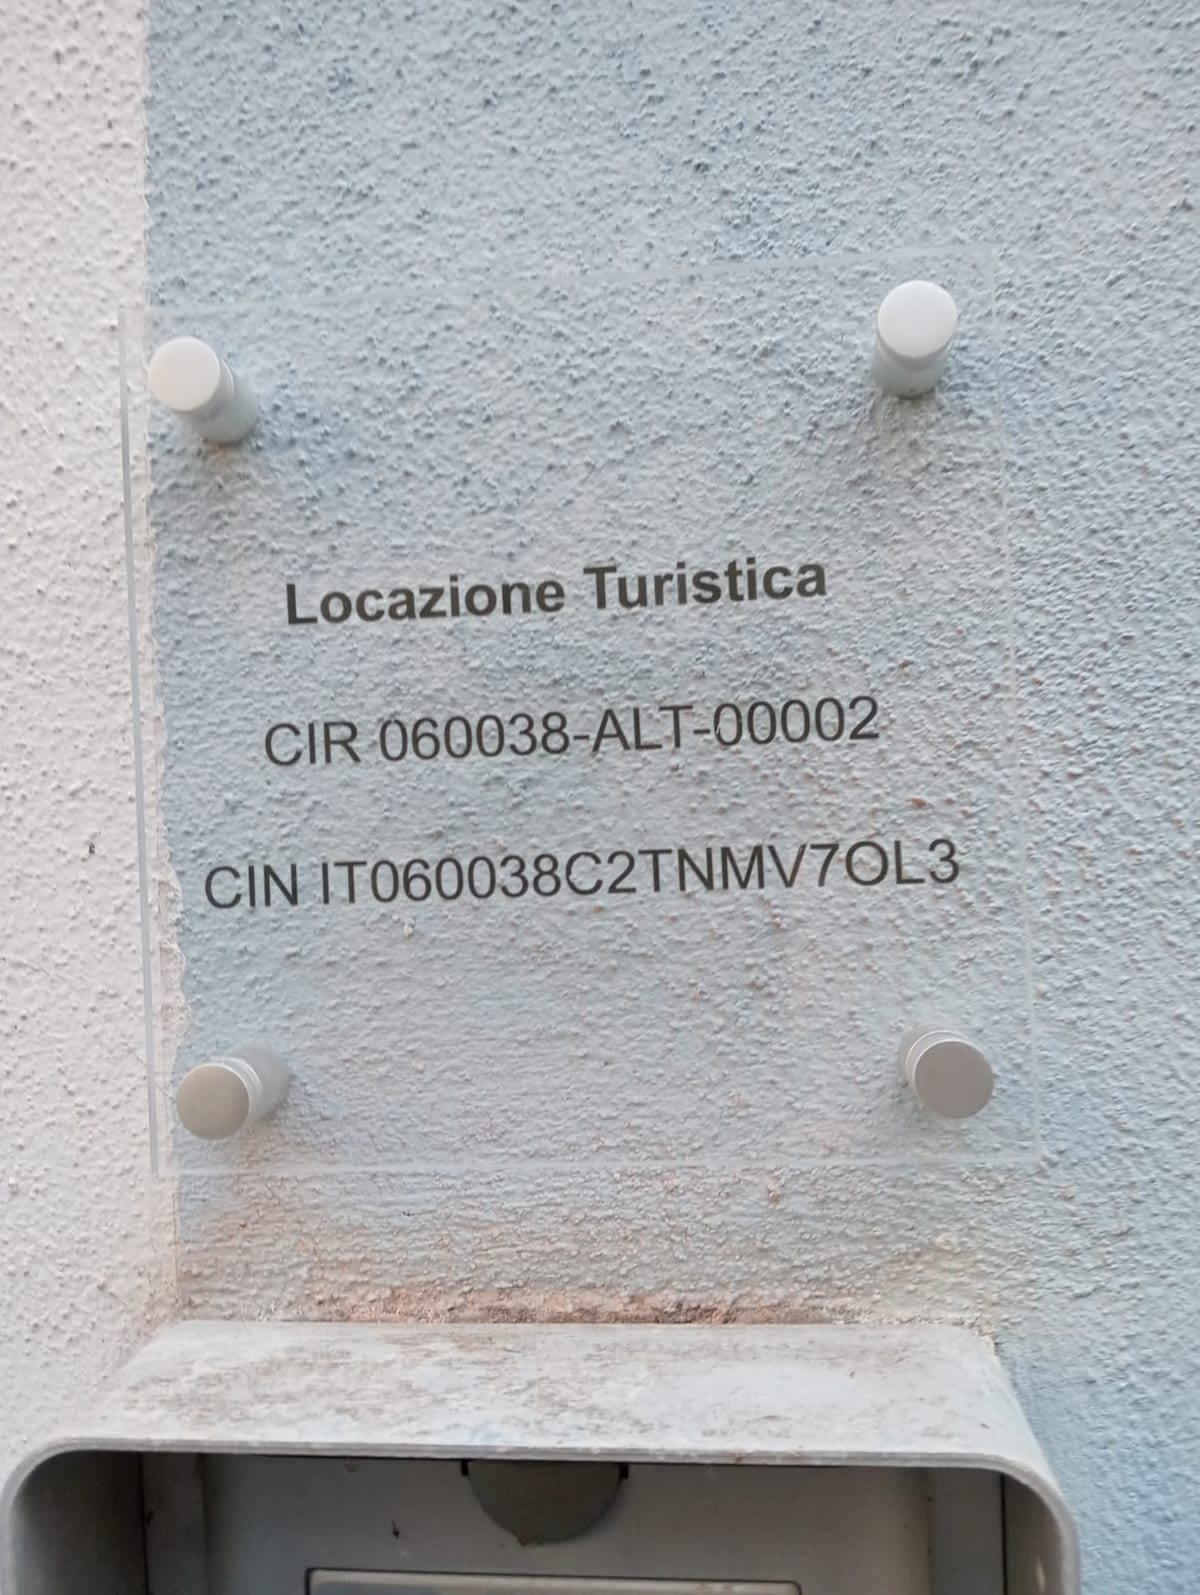 Locazione Turistica
CIR 060038-ALT-00002
CIN IT060038C2TNMV7OL3